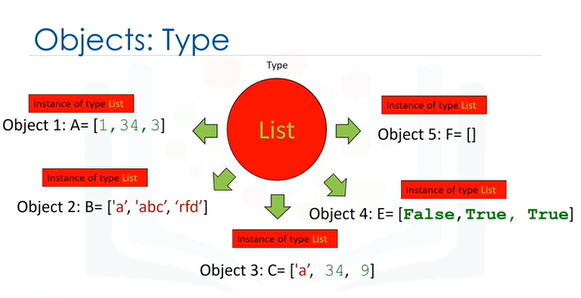 Objects: Type
Type
List
Instance of type List
Object 1: A= [1,34,3]
Instance of type List
Object 2: B= ['a’, 'abc’, ‘rfd’]
Instance of type List
Object 3: C= ['a’, 34, 9]
Instance of type List
Object 4: E= [False,True, True]
Instance of type List
Object 5: F= []